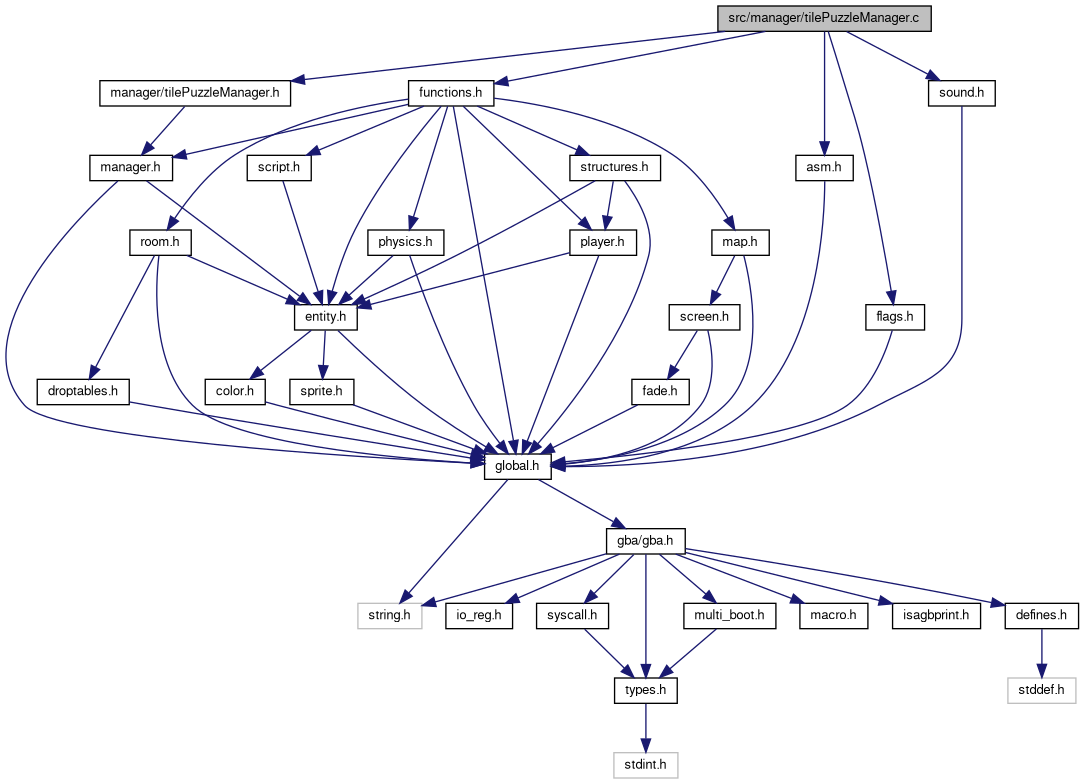 src/manager/tilePuzzleManager.c
manager/tilePuzzleManager.h
functions.h
sound.h
manager.h
script.h
structures.h
asm.h
room.h
physics.h
player.h
map.h
entity.h
screen.h
flags.h
droptables.h
color.h
sprite.h
fade.h
global.h
gba/gba.h
string.h
io_reg.h
syscall.h
multi_boot.h
macro.h
isagbprint.h
defines.h
types.h
stddef.h
stdint.h